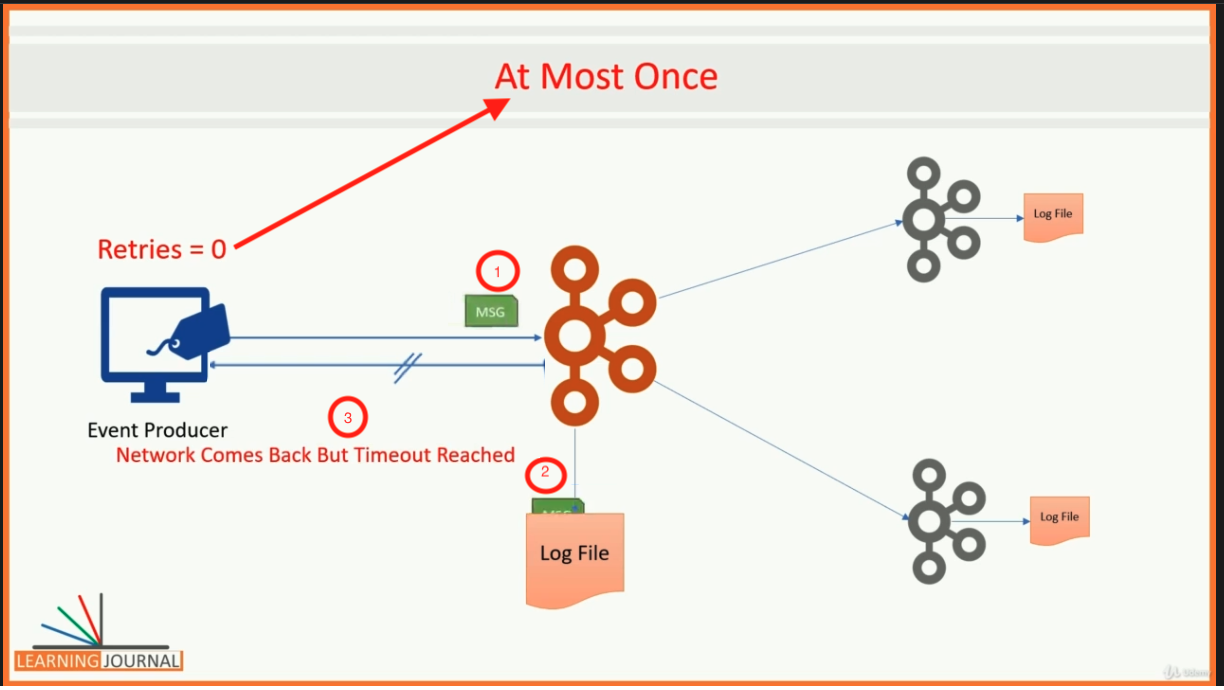 At Most Once
Retries = 0
1
MSG
Log File
3
Event Producer
Network Comes Back But Timeout Reached
2
MSG
Log File
Log File
LEARNING JOURNAL
Udemy